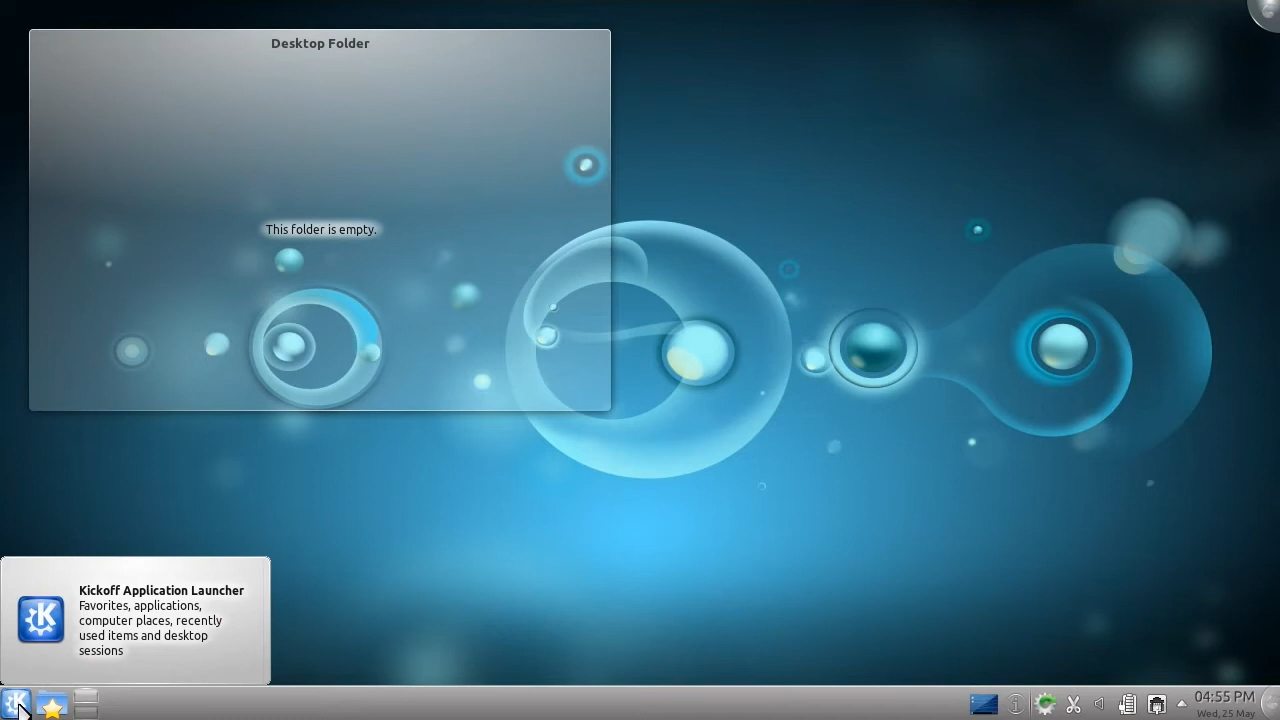 Desktop Folder
This folder is empty.
Kickoff Application Launcher
Favorites, applications,
computer places, recently
used items and desktop
sessions
04:55 PM
Wed, 25 May